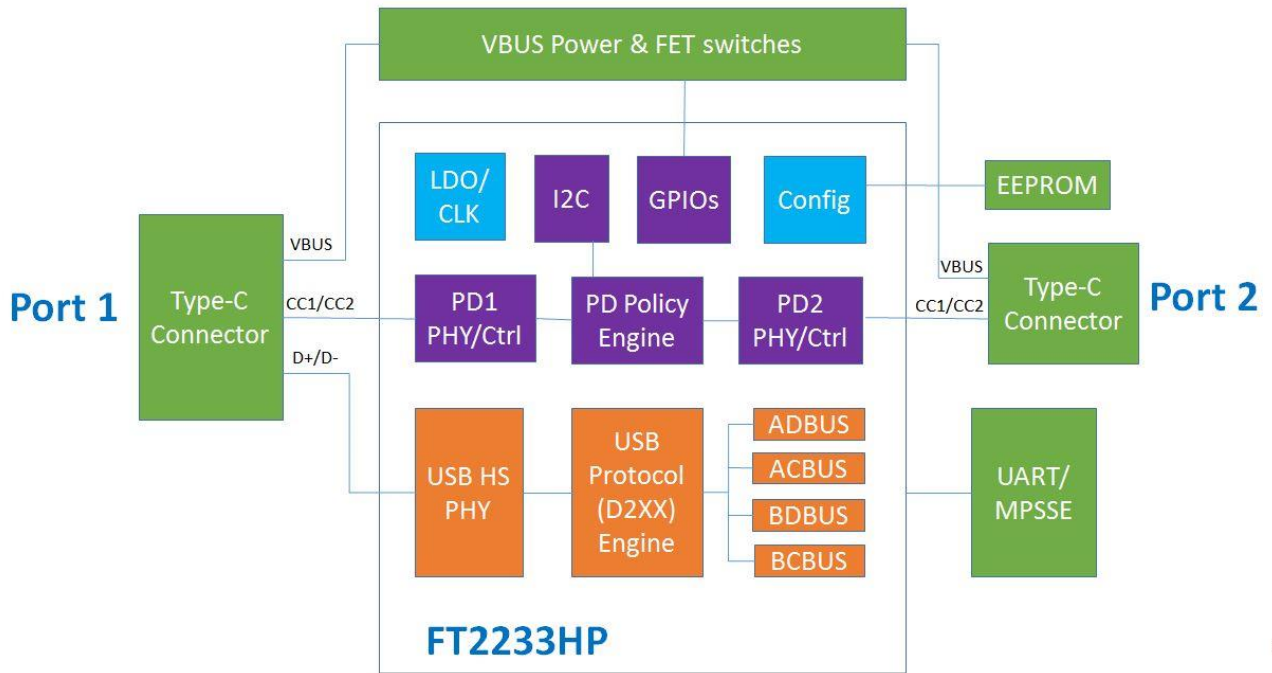 VBUS Power & FET switches
LDO/
CLK
I2C
GPIOs
Config
EEPROM
VBUS
VBUS
Port 1
Type-C
Connector
CC1/CC2
PD1
PHY/Ctrl
PD Policy
Engine
PD2
PHY/Ctrl
CC1/CC2
Type-C
Connector
Port 2
D+/D-
USB HS
PHY
USB
Protocol
(D2XX)
Engine
ADBUS
ACBUS
BDBUS
BCBUS
UART/
MPSSE
FT2233HP